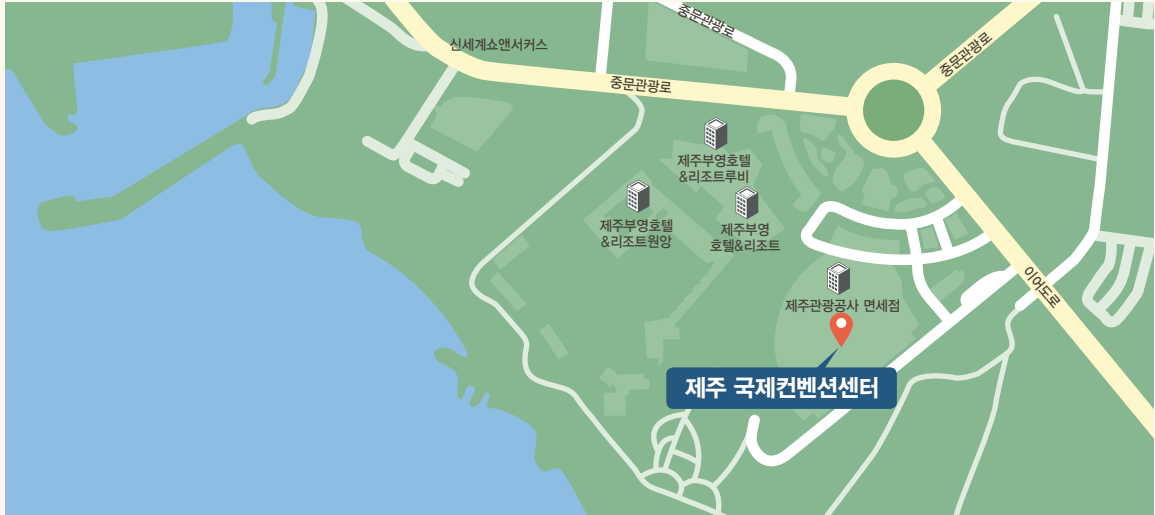 중문관광로
신세계쇼앤서커스
중문관광로
중문관광로
제주부영호텔
&리조트루비
제주부영호텔
&리조트원앙
제주부영
호텔&리조트
이어도로
제주관광공사 면세점
제주 국제컨벤션센터